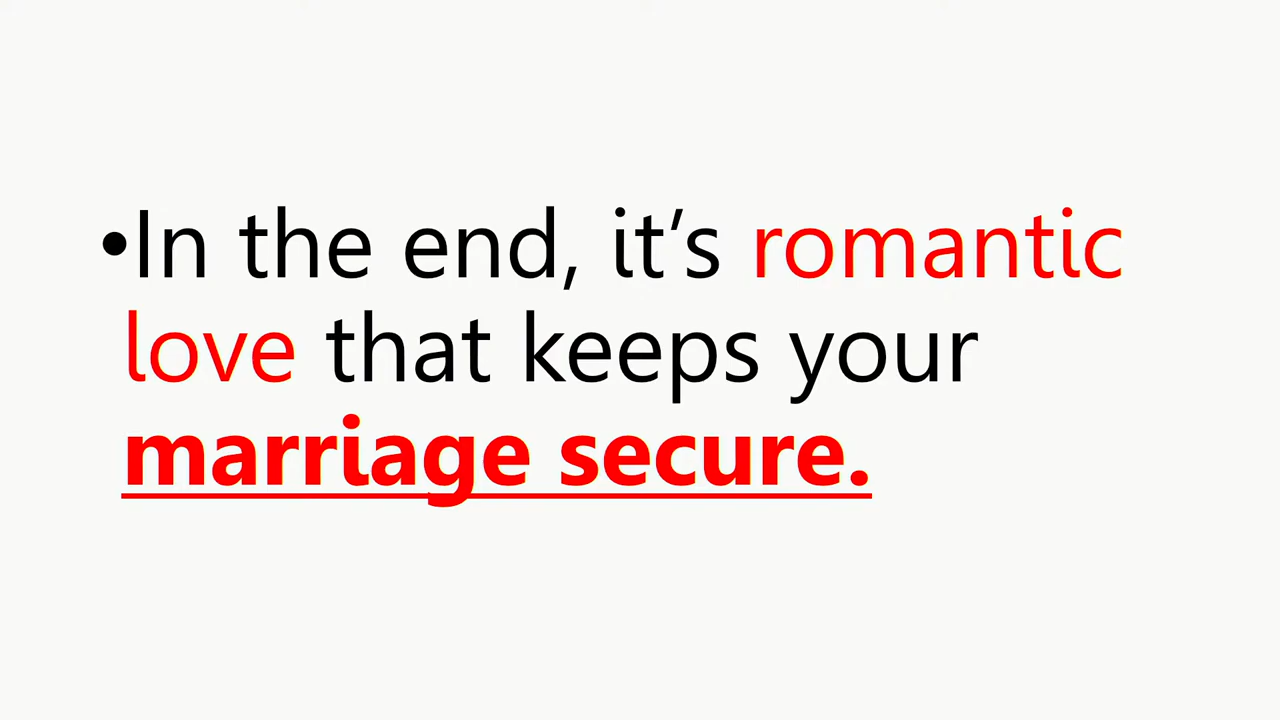 •In the end, it’s romantic
love that keeps your
marriage secure.